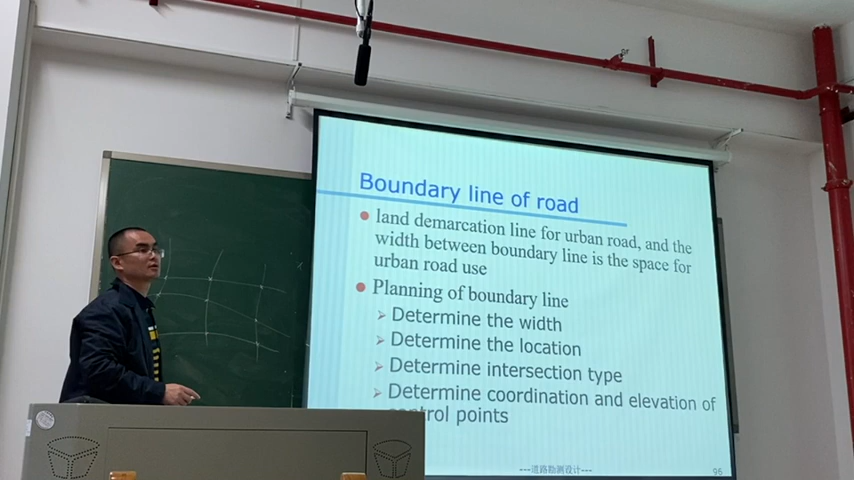 Boundary line of road
land demarcation line for urban road, and the
width between boundary line is the space for
urban road use
Planning of boundary line
Determine the width
Determine the location
Determine intersection type
Determine coordination and elevation of
control points
---道路勘测设计---
96